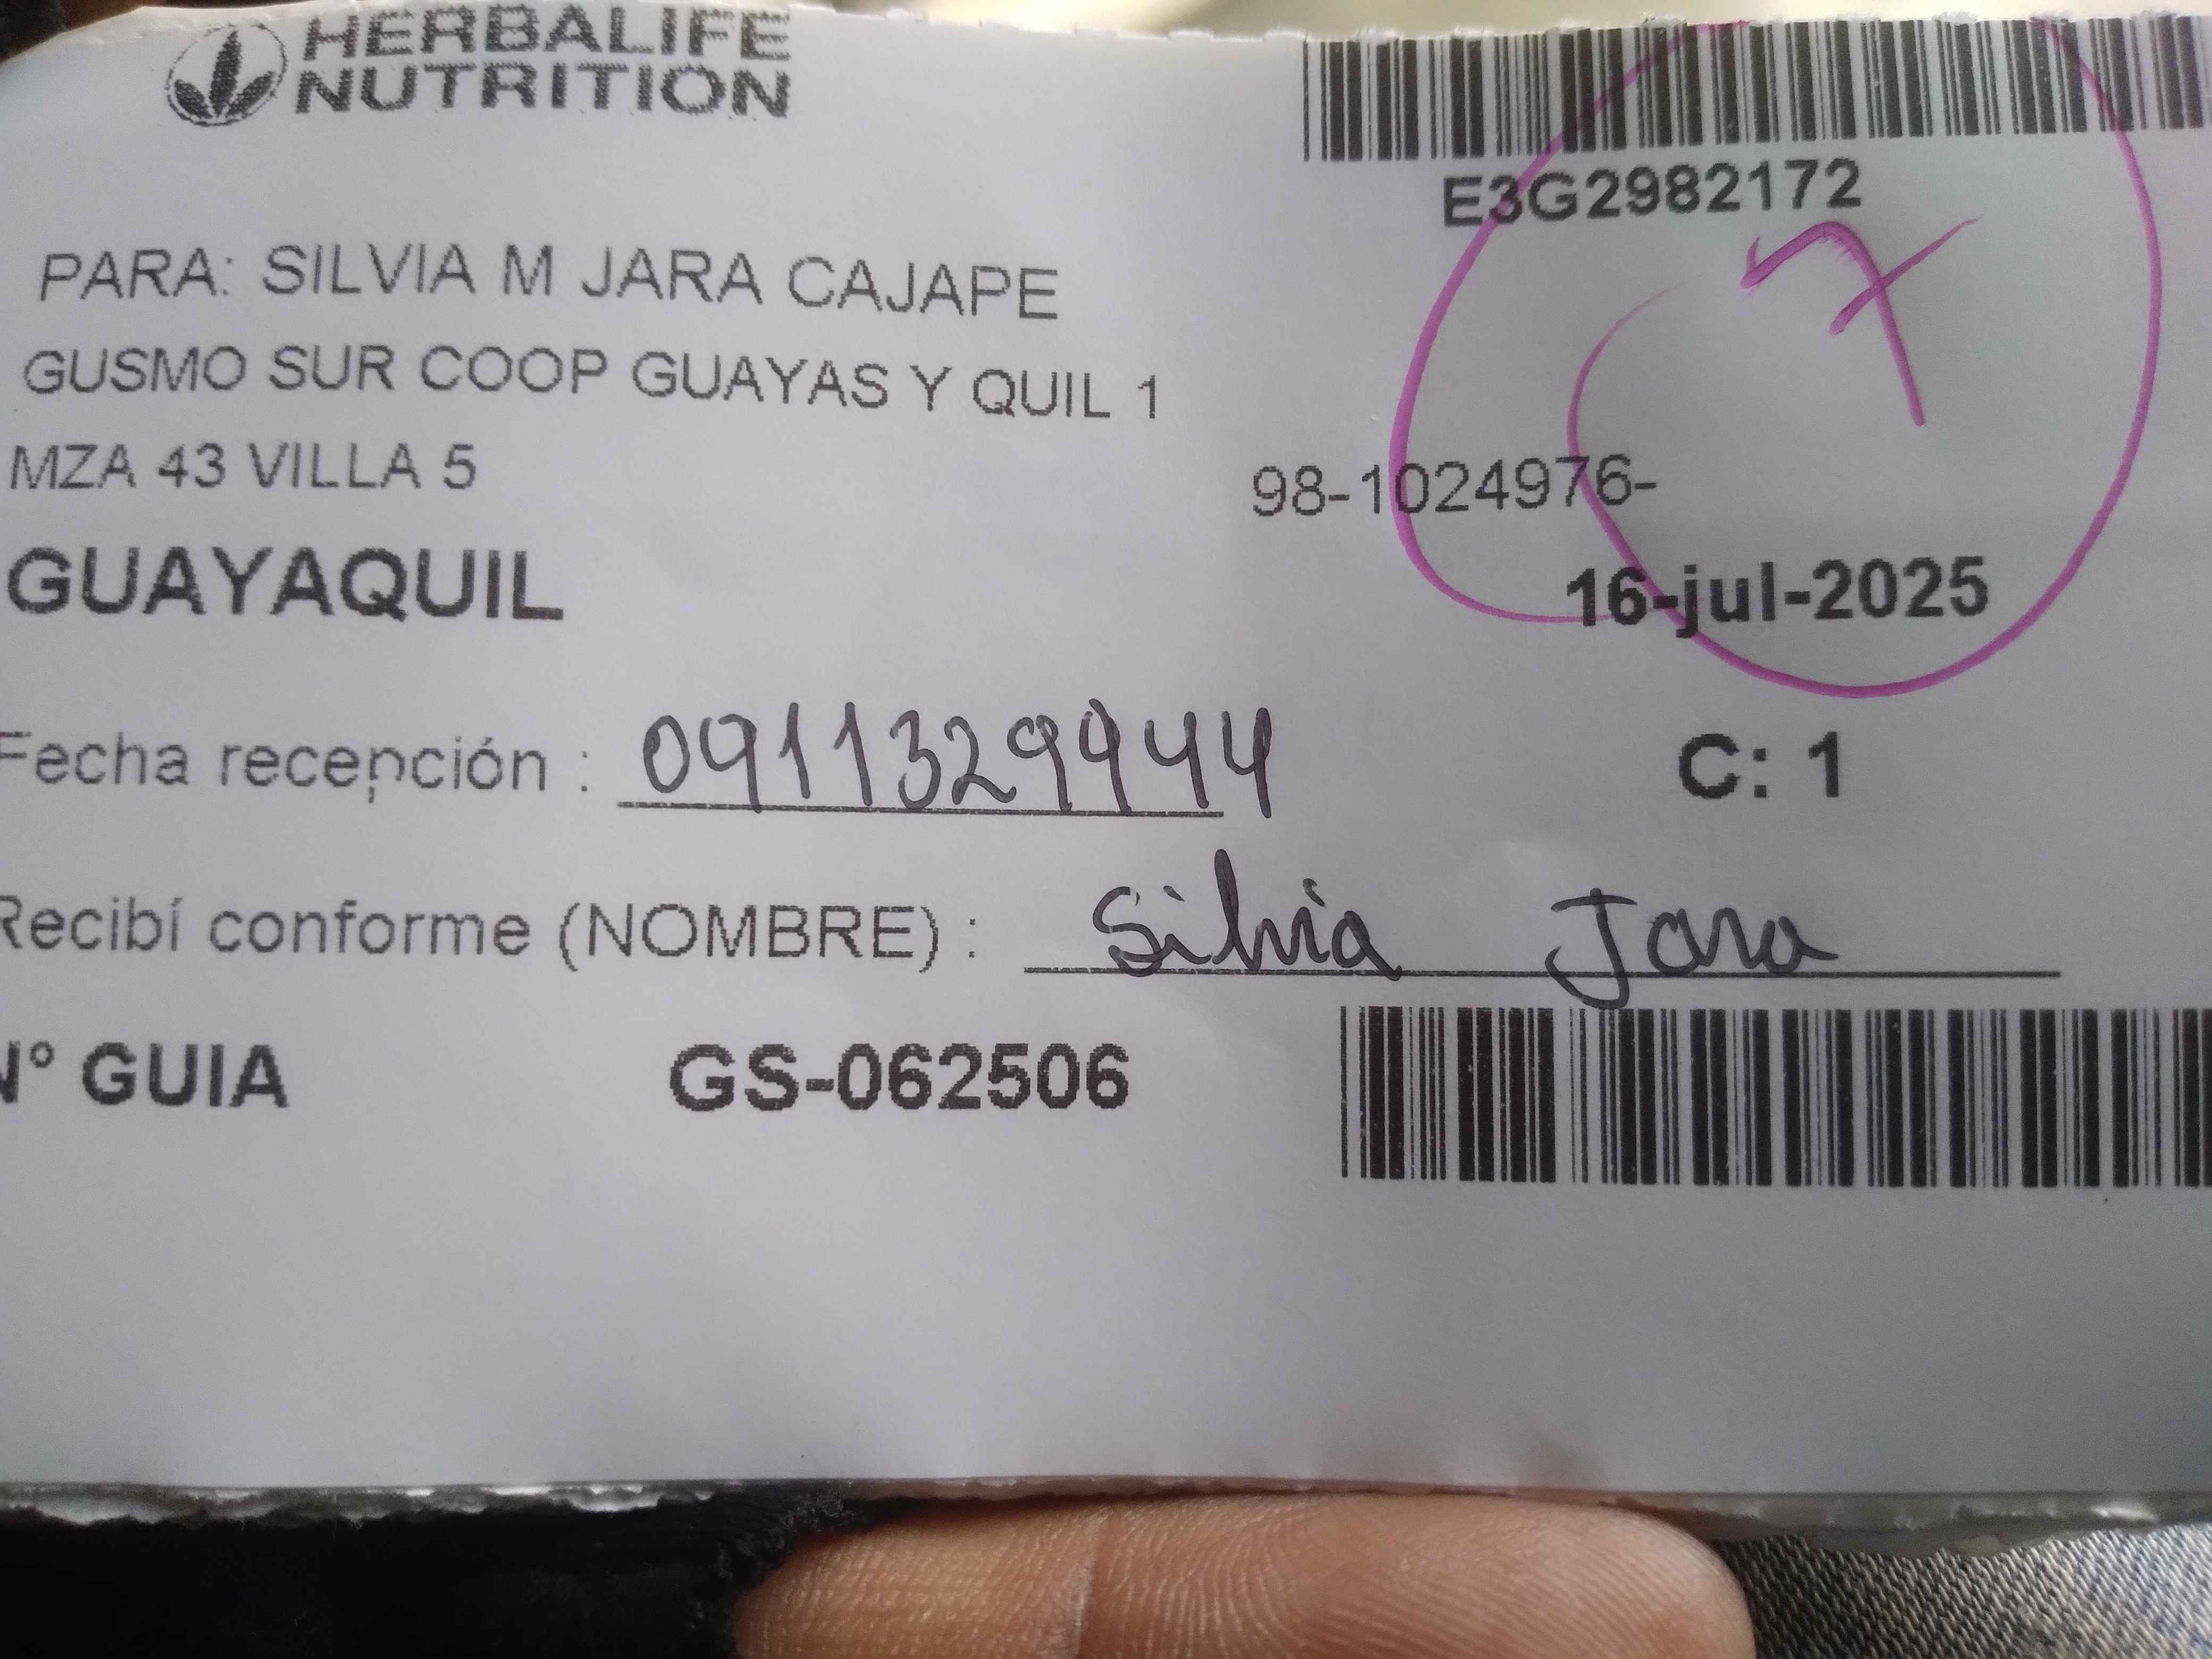 HERBALIFE
NUTRITION
E3G2982172
7
PARA: SILVIA M JARA CAJAPE
GUSMO SUR COOP GUAYAS Y QUIL 1
MZA 43 VILLA 5
98-1024976-
GUAYAQUIL
16-jul-2025
Fecha recepción : 0911329944
C: 1
Recibí conforme (NOMBRE) : Silvia Jara
N° GUIA GS-062506